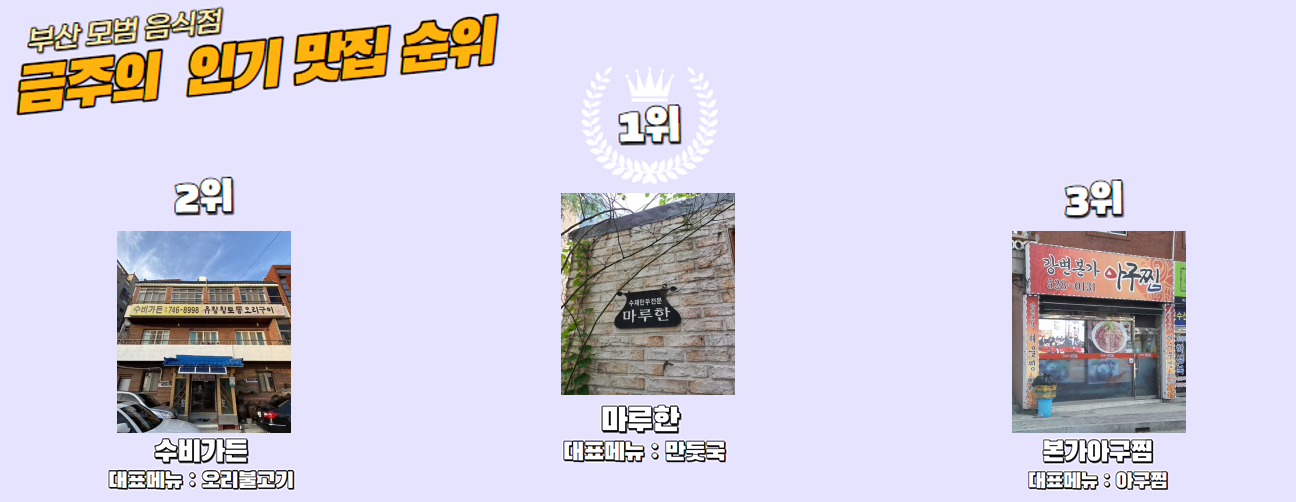 부산 모범 음식점
금주의 인기 맛집 순위
1위
수제만두전문
마루한
마루한
대표메뉴 : 만둣국
2위
수비가든 746-8998 유황황토통오리구이
수비가든
대표메뉴 : 오리불고기
3위
강변본가 아구찜
528-0131
본가아구찜
대표메뉴 : 아구찜